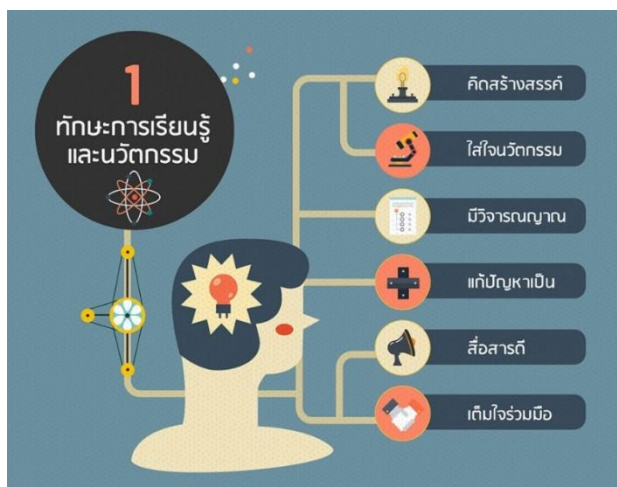 1
ทักษะการเรียนรู้
และนวัตกรรม
คิดสร้างสรรค์
ใส่ใจนวัตกรรม
มีวิจารณญาณ
แก้ปัญหาเป็น
สื่อสารดี
เต็มใจร่วมมือ